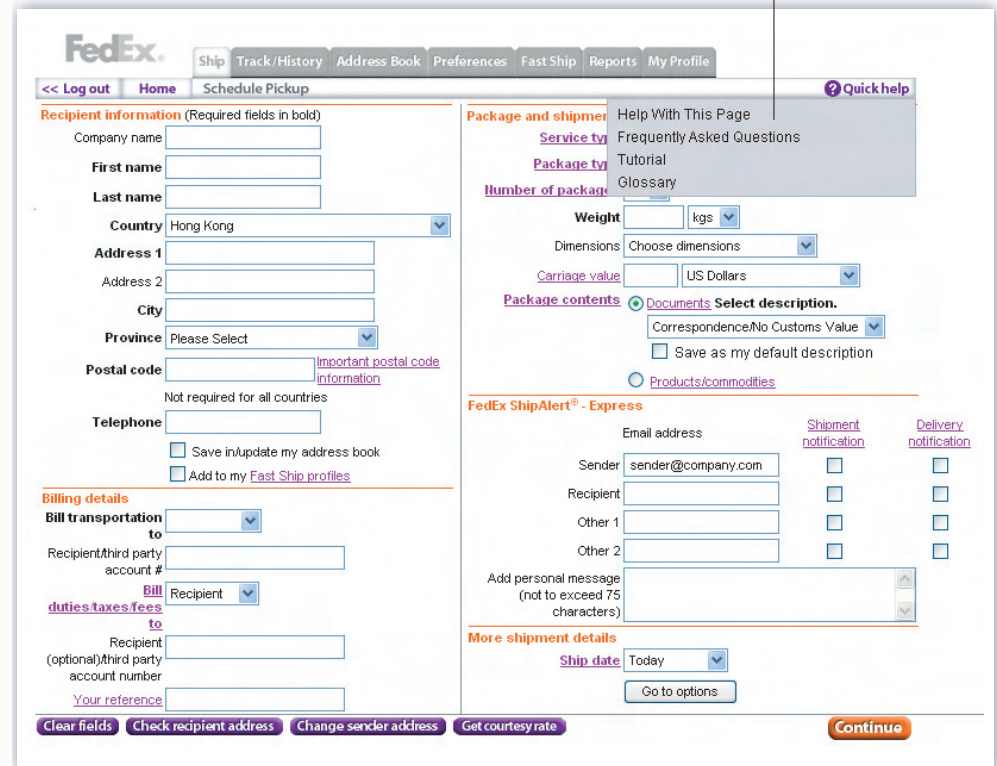 FedEx.
Ship Track/History Address Book Preferences Fast Ship Reports My Profile
<< Log out Home Schedule Pickup
Quick help
Help With This Page
Frequently Asked Questions
Tutorial
Glossary
Recipient information (Required fields in bold)
Company name
First name
Last name
Country Hong Kong
Address 1
Address 2
City
Province Please Select
Postal code
Important postal code
information
Not required for all countries
Telephone
Save in/update my address book
Add to my Fast Ship profiles
Billing details
Bill transportation
to
Recipient/third party
account #
Bill
duties/taxes/fees
to
Recipient
Recipient
(optional)/third party
account number
Your reference
Package and
Service
Package
Number of
Weight kgs
Dimensions Choose dimensions
Carriage value US Dollars
Package contents Documents Select description.
Correspondence/No Customs Value
Save as my default description
Products/commodities
FedEx ShipAlert® - Express
Email address
Shipment
notification
Delivery
notification
Sender sender@company.com
Recipient
Other 1
Other 2
Add personal message
(not to exceed 75
characters)
More shipment details
Ship date Today
Go to options
Clear fields Check recipient address Change sender address Get courtesy rate Continue